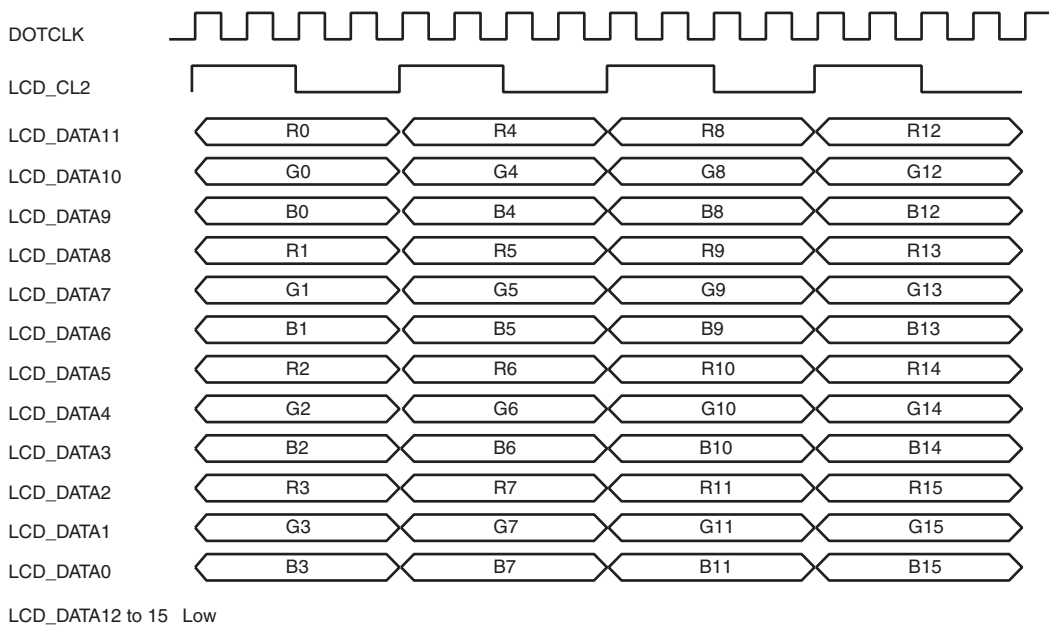 DOTCLK
LCD_CL2
LCD_DATA11 R0 R4 R8 R12
LCD_DATA10 G0 G4 G8 G12
LCD_DATA9 B0 B4 B8 B12
LCD_DATA8 R1 R5 R9 R13
LCD_DATA7 G1 G5 G9 G13
LCD_DATA6 B1 B5 B9 B13
LCD_DATA5 R2 R6 R10 R14
LCD_DATA4 G2 G6 G10 G14
LCD_DATA3 B2 B6 B10 B14
LCD_DATA2 R3 R7 R11 R15
LCD_DATA1 G3 G7 G11 G15
LCD_DATA0 B3 B7 B11 B15
LCD_DATA12 to 15 Low